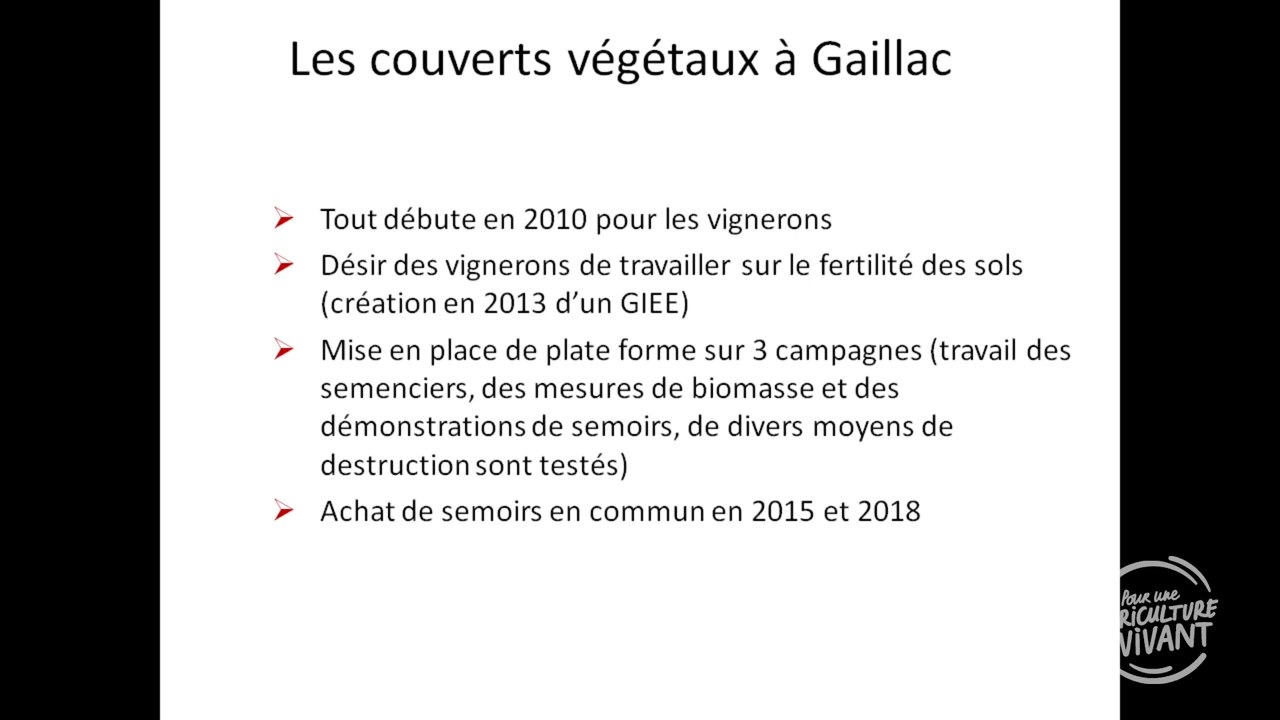 Les couverts végétaux à Gaillac
Tout débute en 2010 pour les vignerons
Désir des vignerons de travailler sur le fertilité des sols
(création en 2013 d’un GIEE)
Mise en place de plate forme sur 3 campagnes (travail des
semenciers, des mesures de biomasse et des
démonstrations de semoirs, de divers moyens de
destruction sont testés)
Achat de semoirs en commun en 2015 et 2018
Pour une
RICULTURE
VIVANT